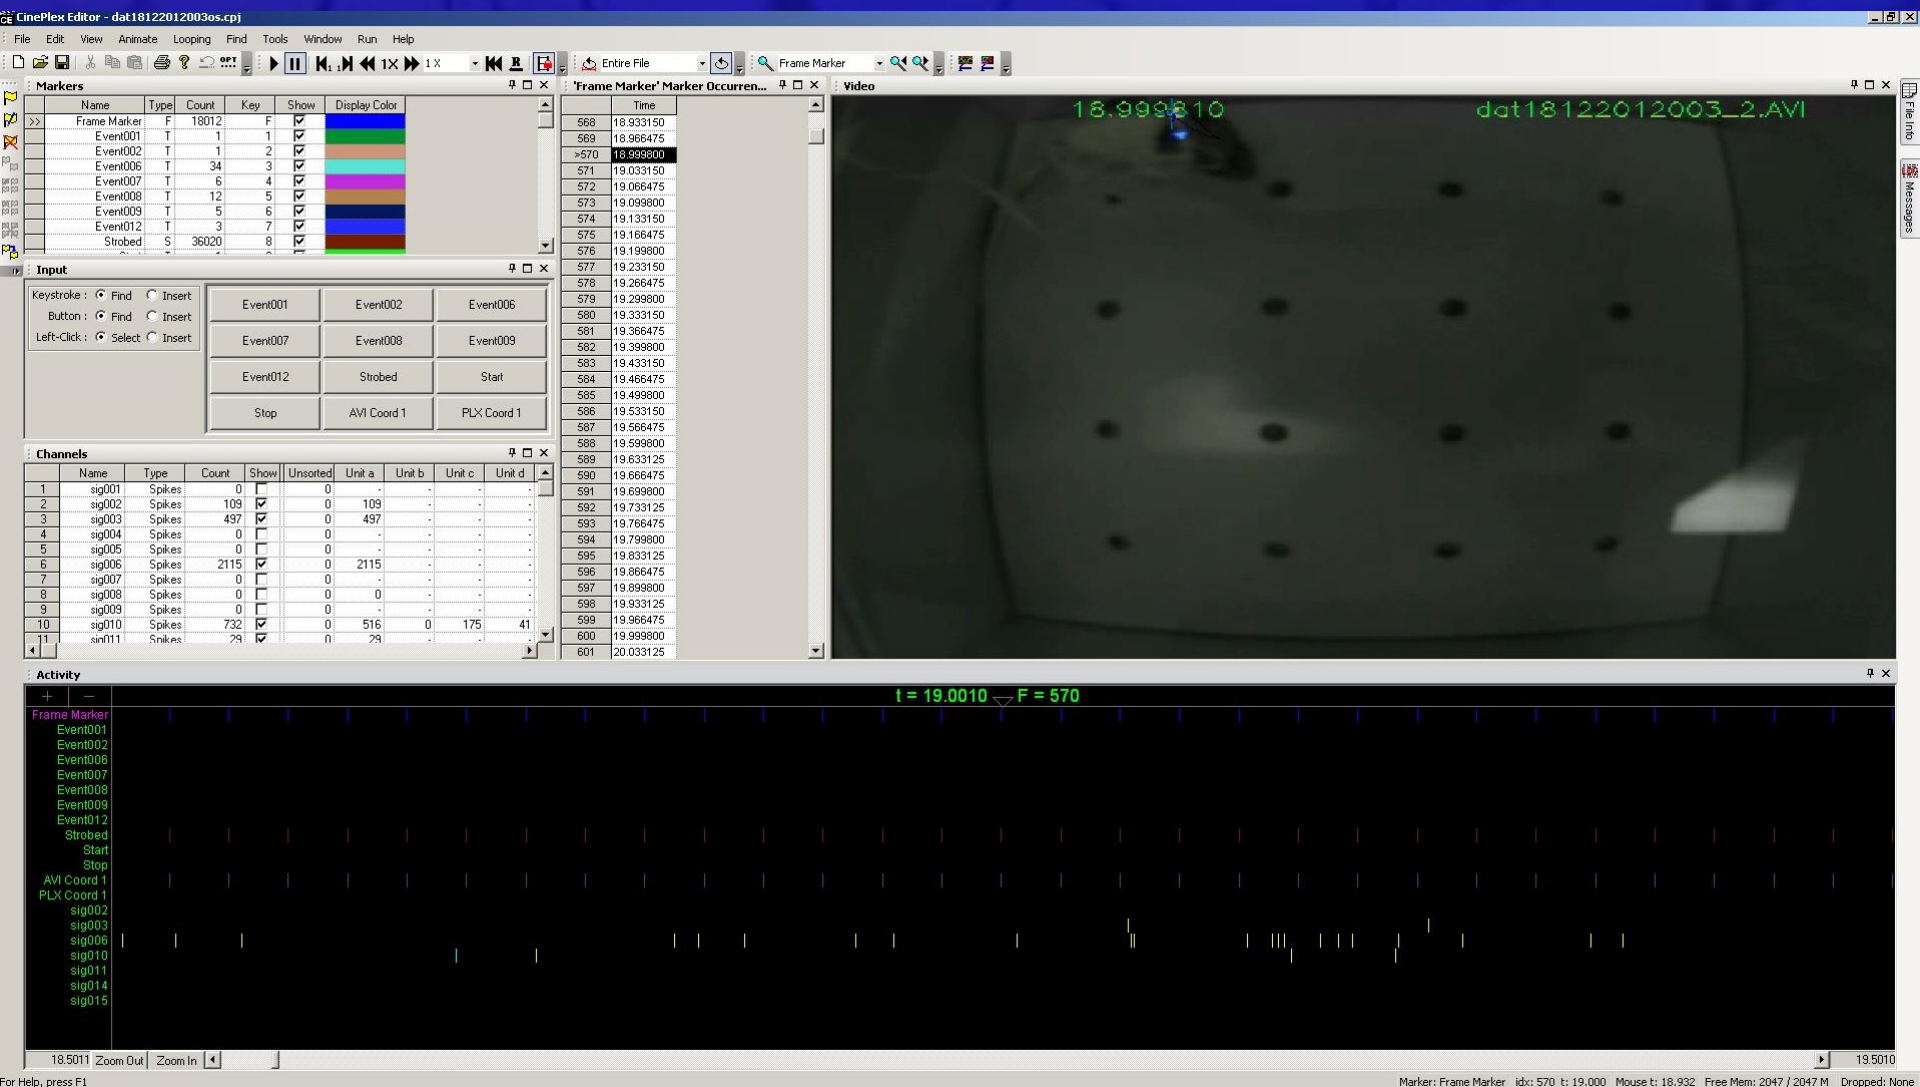 CinePlex Editor - dat18122012003os.cpj
File Edit View Animate Looping Find Tools Window Run Help
OPT 1X 1 X R Entire File Frame Marker
Markers
Name Type Count Key Show Display Color
>> Frame Marker F 18012 F
Event001 T 1 1
Event002 T 1 2
Event006 T 34 3
Event007 T 6 4
Event008 T 12 5
Event009 T 5 6
Event012 T 3 7
Strobed S 36020 8
Input
Keystroke : Find Insert
Button : Find Insert
Left-Click : Select Insert
Event001 Event002 Event006
Event007 Event008 Event009
Event012 Strobed Start
Stop AVI Coord 1 PLX Coord 1
Channels
Name Type Count Show Unsorted Unit a Unit b Unit c Unit d
1 sig001 Spikes 0 0 - - - -
2 sig002 Spikes 109 0 109 - - -
3 sig003 Spikes 497 0 497 - - -
4 sig004 Spikes 0 0 - - - -
5 sig005 Spikes 0 0 - - - -
6 sig006 Spikes 2115 0 2115 - - -
7 sig007 Spikes 0 0 - - - -
8 sig008 Spikes 0 0 0 - - -
9 sig009 Spikes 0 0 - - - -
10 sig010 Spikes 732 0 516 0 175 41
11 sig011 Spikes 29 0 29 - - -
'Frame Marker' Marker Occurren...
Time
568 18.933150
569 18.966475
>570 18.999800
571 19.033150
572 19.066475
573 19.099800
574 19.133150
575 19.166475
576 19.199800
577 19.233150
578 19.266475
579 19.299800
580 19.333150
581 19.366475
582 19.399800
583 19.433150
584 19.466475
585 19.499800
586 19.533150
587 19.566475
588 19.599800
589 19.633125
590 19.666475
591 19.699800
592 19.733125
593 19.766475
594 19.799800
595 19.833125
596 19.866475
597 19.899800
598 19.933125
599 19.966475
600 19.999800
601 20.033125
Video
18.999810 dat18122012003_2.AVI
File Info
Messages
Activity
+ - t = 19.0010 F = 570
Frame Marker
Event001
Event002
Event006
Event007
Event008
Event009
Event012
Strobed
Start
Stop
AVI Coord 1
PLX Coord 1
sig002
sig003
sig006
sig010
sig011
sig014
sig015
18.5011 Zoom Out Zoom In 19.5010
For Help, press F1 Marker: Frame Marker idx: 570 t: 19.000 Mouse t: 18.932 Free Mem: 2047 / 2047 M Dropped: None